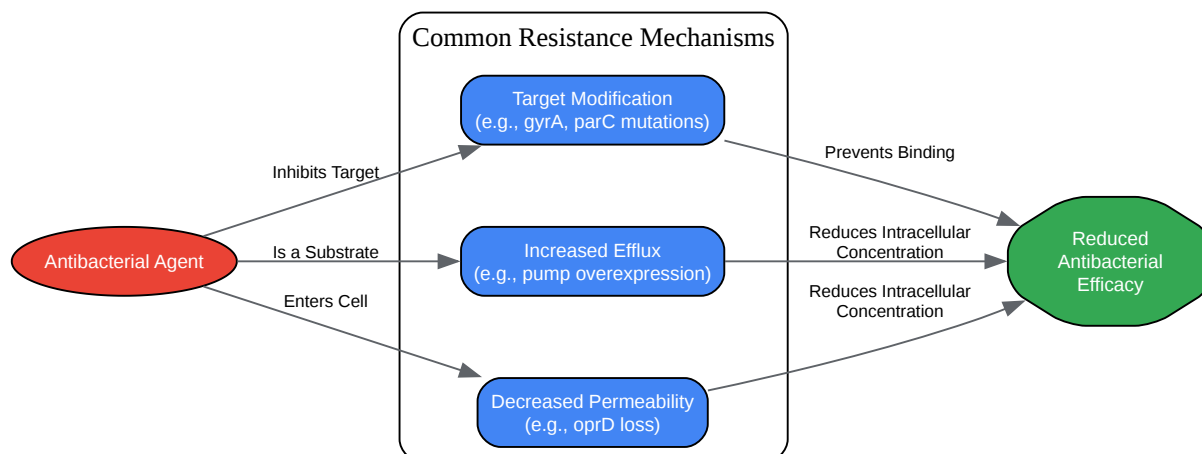 Common Resistance Mechanisms
Target Modification
(e.g., gyrA, parC mutations)
Inhibits Target
Prevents Binding
Antibacterial Agent
Is a Substrate
Increased Efflux
(e.g., pump overexpression)
Reduces Intracellular
Concentration
Reduced
Antibacterial
Efficacy
Enters Cell
Reduces Intracellular
Concentration
Decreased Permeability
(e.g., oprD loss)